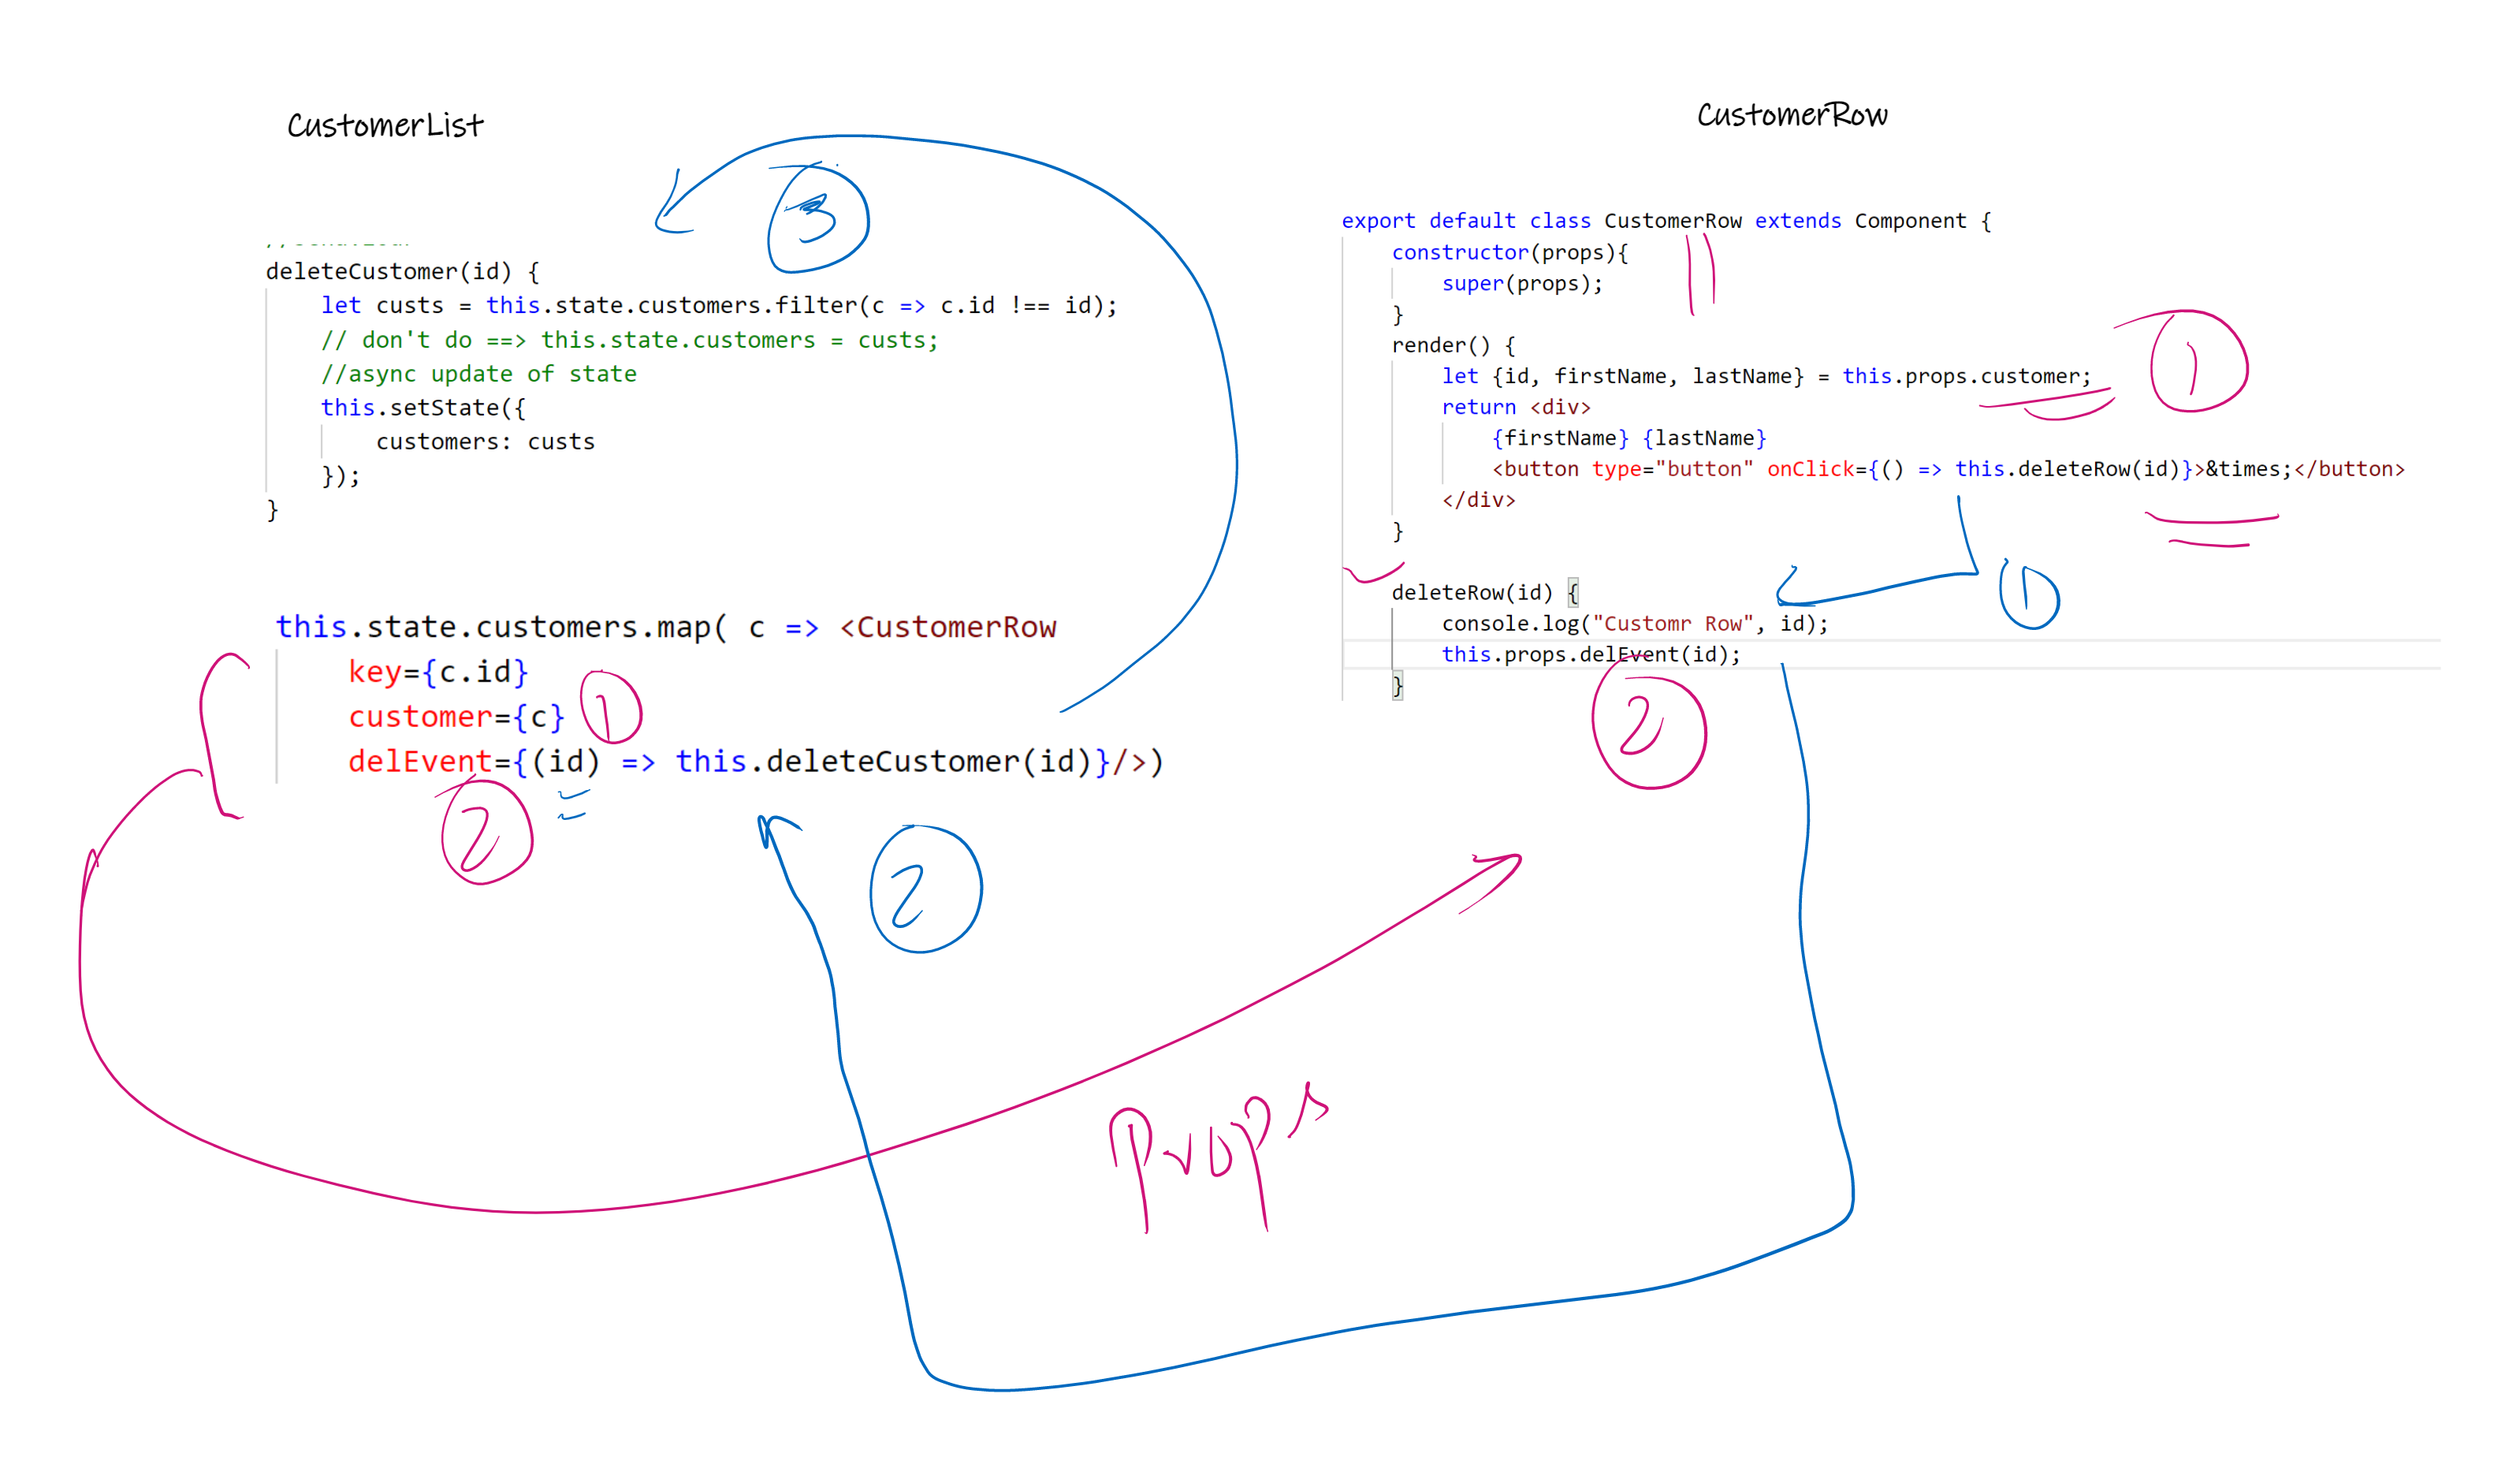 CustomerList
③
deleteCustomer(id) {
let custs = this.state.customers.filter(c => c.id !== id);
// don't do ==> this.state.customers = custs;
//async update of state
this.setState({
customers: custs
});
}
this.state.customers.map( c => <CustomerRow
key={c.id}
customer={c} ①
delEvent={(id) => this.deleteCustomer(id)}/>)
②
②
Props
CustomerRow
export default class CustomerRow extends Component {
constructor(props){
super(props);
}
render() {
let {id, firstName, lastName} = this.props.customer; ①
return <div>
{firstName} {lastName}
<button type="button" onClick={() => this.deleteRow(id)}>&times;</button>
</div>
}
①
deleteRow(id) {
console.log("Customr Row", id);
this.props.delEvent(id);
}
②